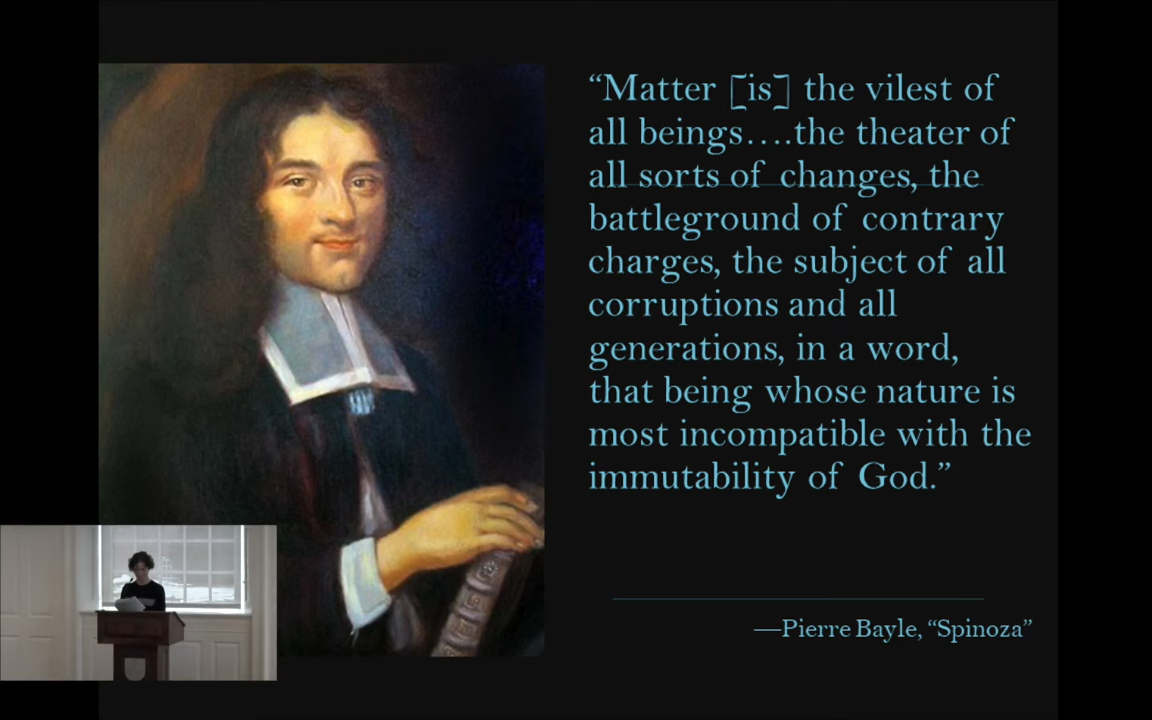 “Matter [is] the vilest of
all beings….the theater of
all sorts of changes, the
battleground of contrary
charges, the subject of all
corruptions and all
generations, in a word,
that being whose nature is
most incompatible with the
immutability of God.”
—Pierre Bayle, “Spinoza”